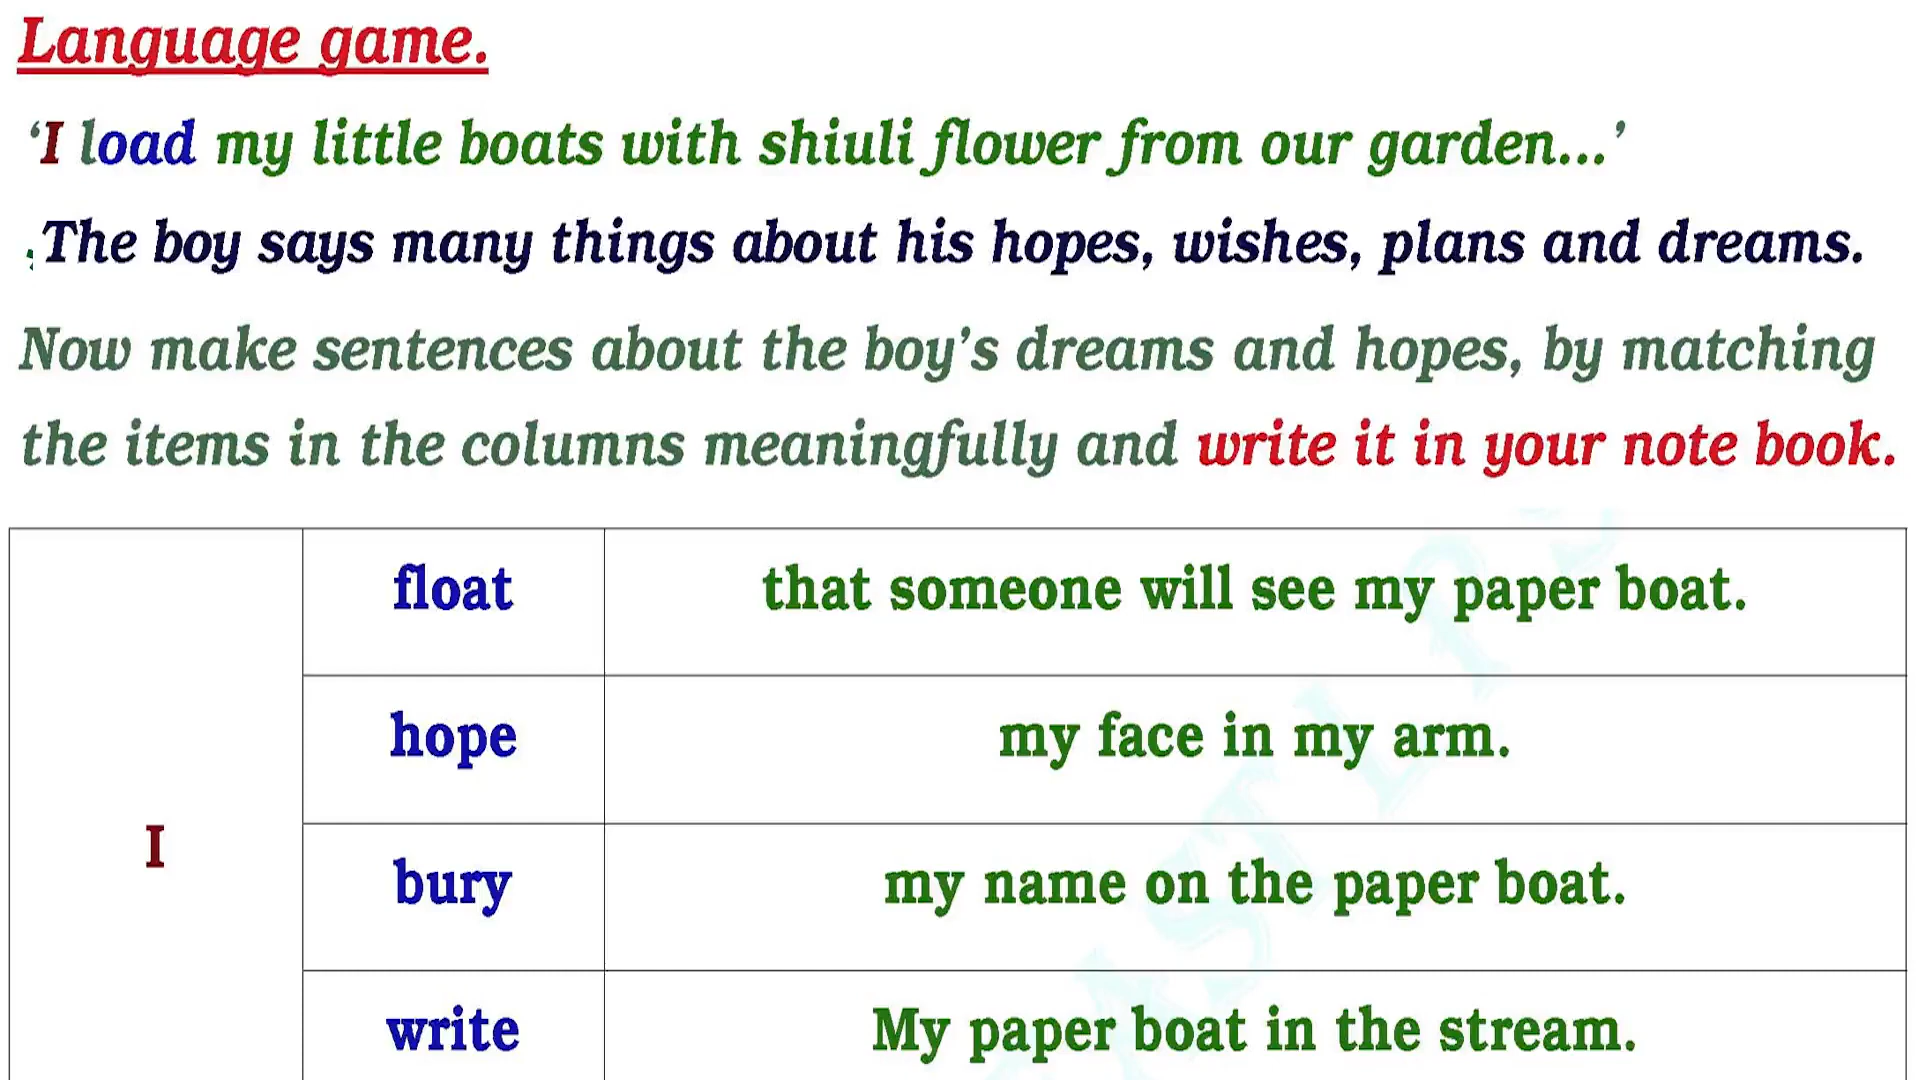 Language game.
‘I load my little boats with shiuli flower from our garden...’
The boy says many things about his hopes, wishes, plans and dreams.
Now make sentences about the boy’s dreams and hopes, by matching
the items in the columns meaningfully and write it in your note book.
float that someone will see my paper boat.
hope my face in my arm.
I
bury my name on the paper boat.
write My paper boat in the stream.